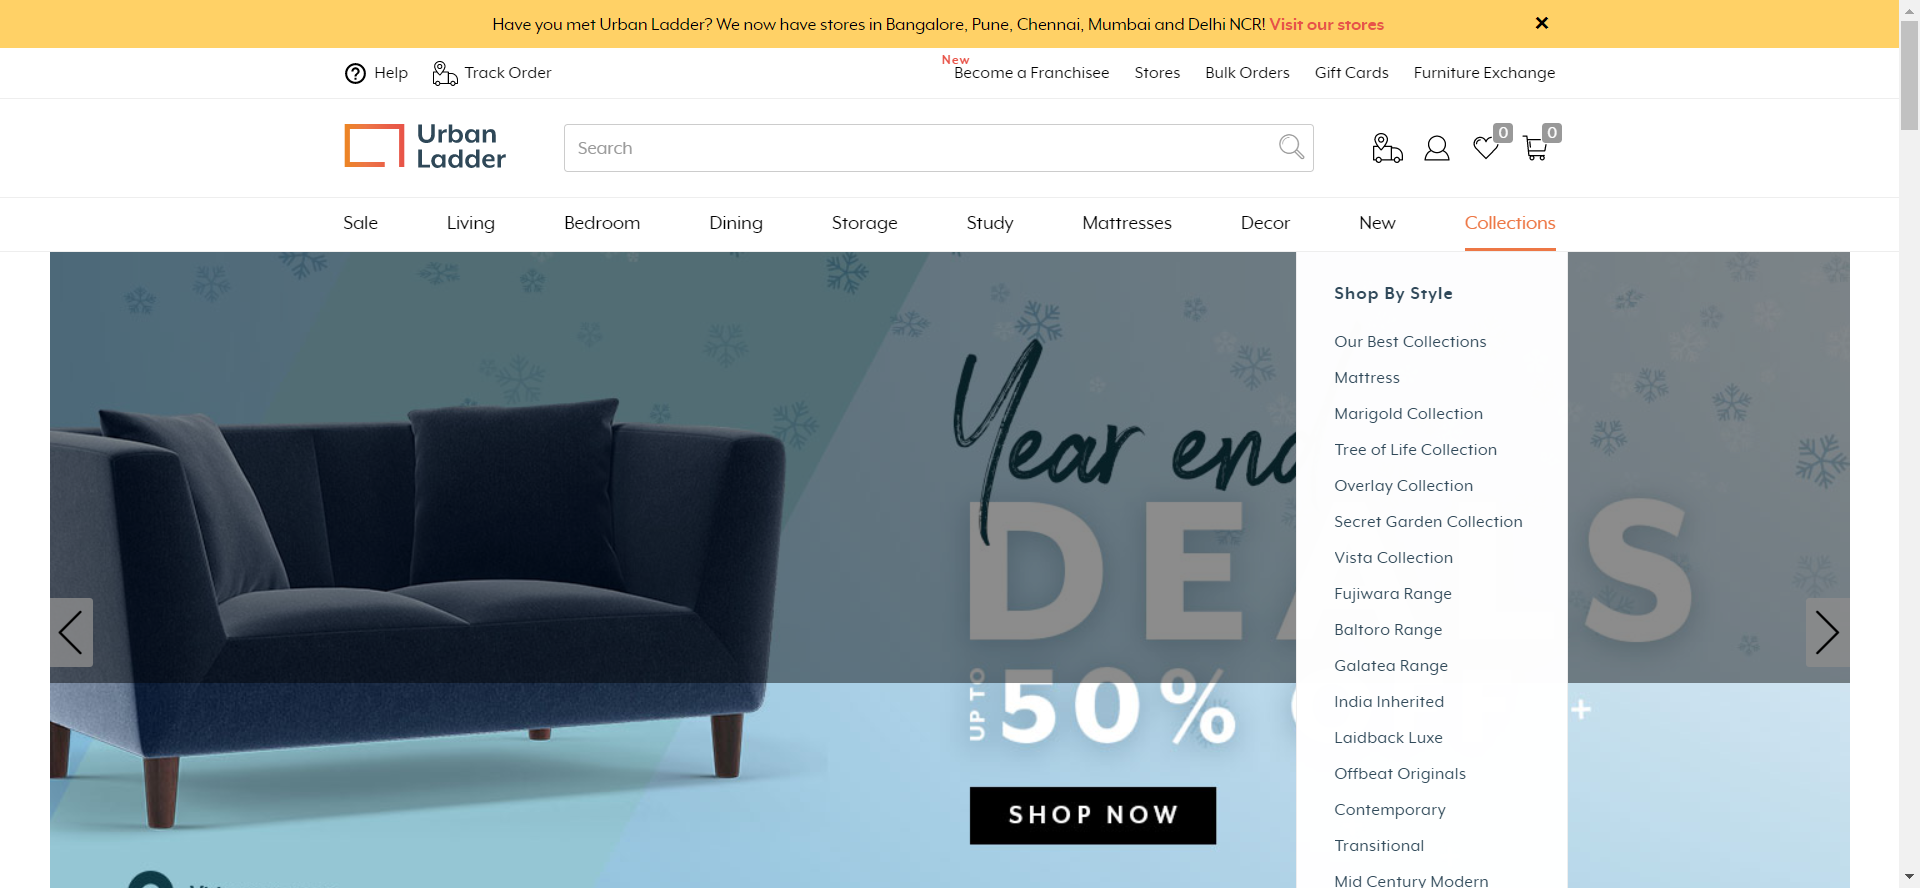 Have you met Urban Ladder? We now have stores in Bangalore, Pune, Chennai, Mumbai and Delhi NCR! Visit our stores
Help
Track Order
New
Become a Franchisee
Stores
Bulk Orders
Gift Cards
Furniture Exchange
Urban
Ladder
Search
0
0
Sale
Living
Bedroom
Dining
Storage
Study
Mattresses
Decor
New
Collections
Shop By Style
Our Best Collections
Mattress
Marigold Collection
Tree of Life Collection
Overlay Collection
Secret Garden Collection
Vista Collection
Fujiwara Range
Baltoro Range
Galatea Range
India Inherited
Laidback Luxe
Offbeat Originals
Contemporary
Transitional
Mid Century Modern
Year
UP TO
50%
+
SHOP NOW